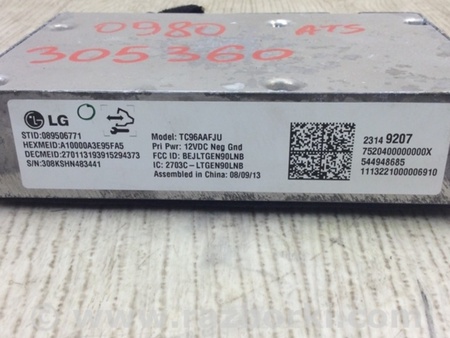 0980 ATS
305360
LG
STID:089506771
HEXMEID:A10000A3E95FA5
DECMEID:270113193915294373
S/N:308KSHN483441
Model: TC96AAFJU
Pri Pwr: 12VDC Neg Gnd
FCC ID: BEJLTGEN90LNB
IC: 2703C-LTGEN90LNB
Assembled in China: 08/09/13
2314 9207
7520400000000X
544948685
1113221000006910